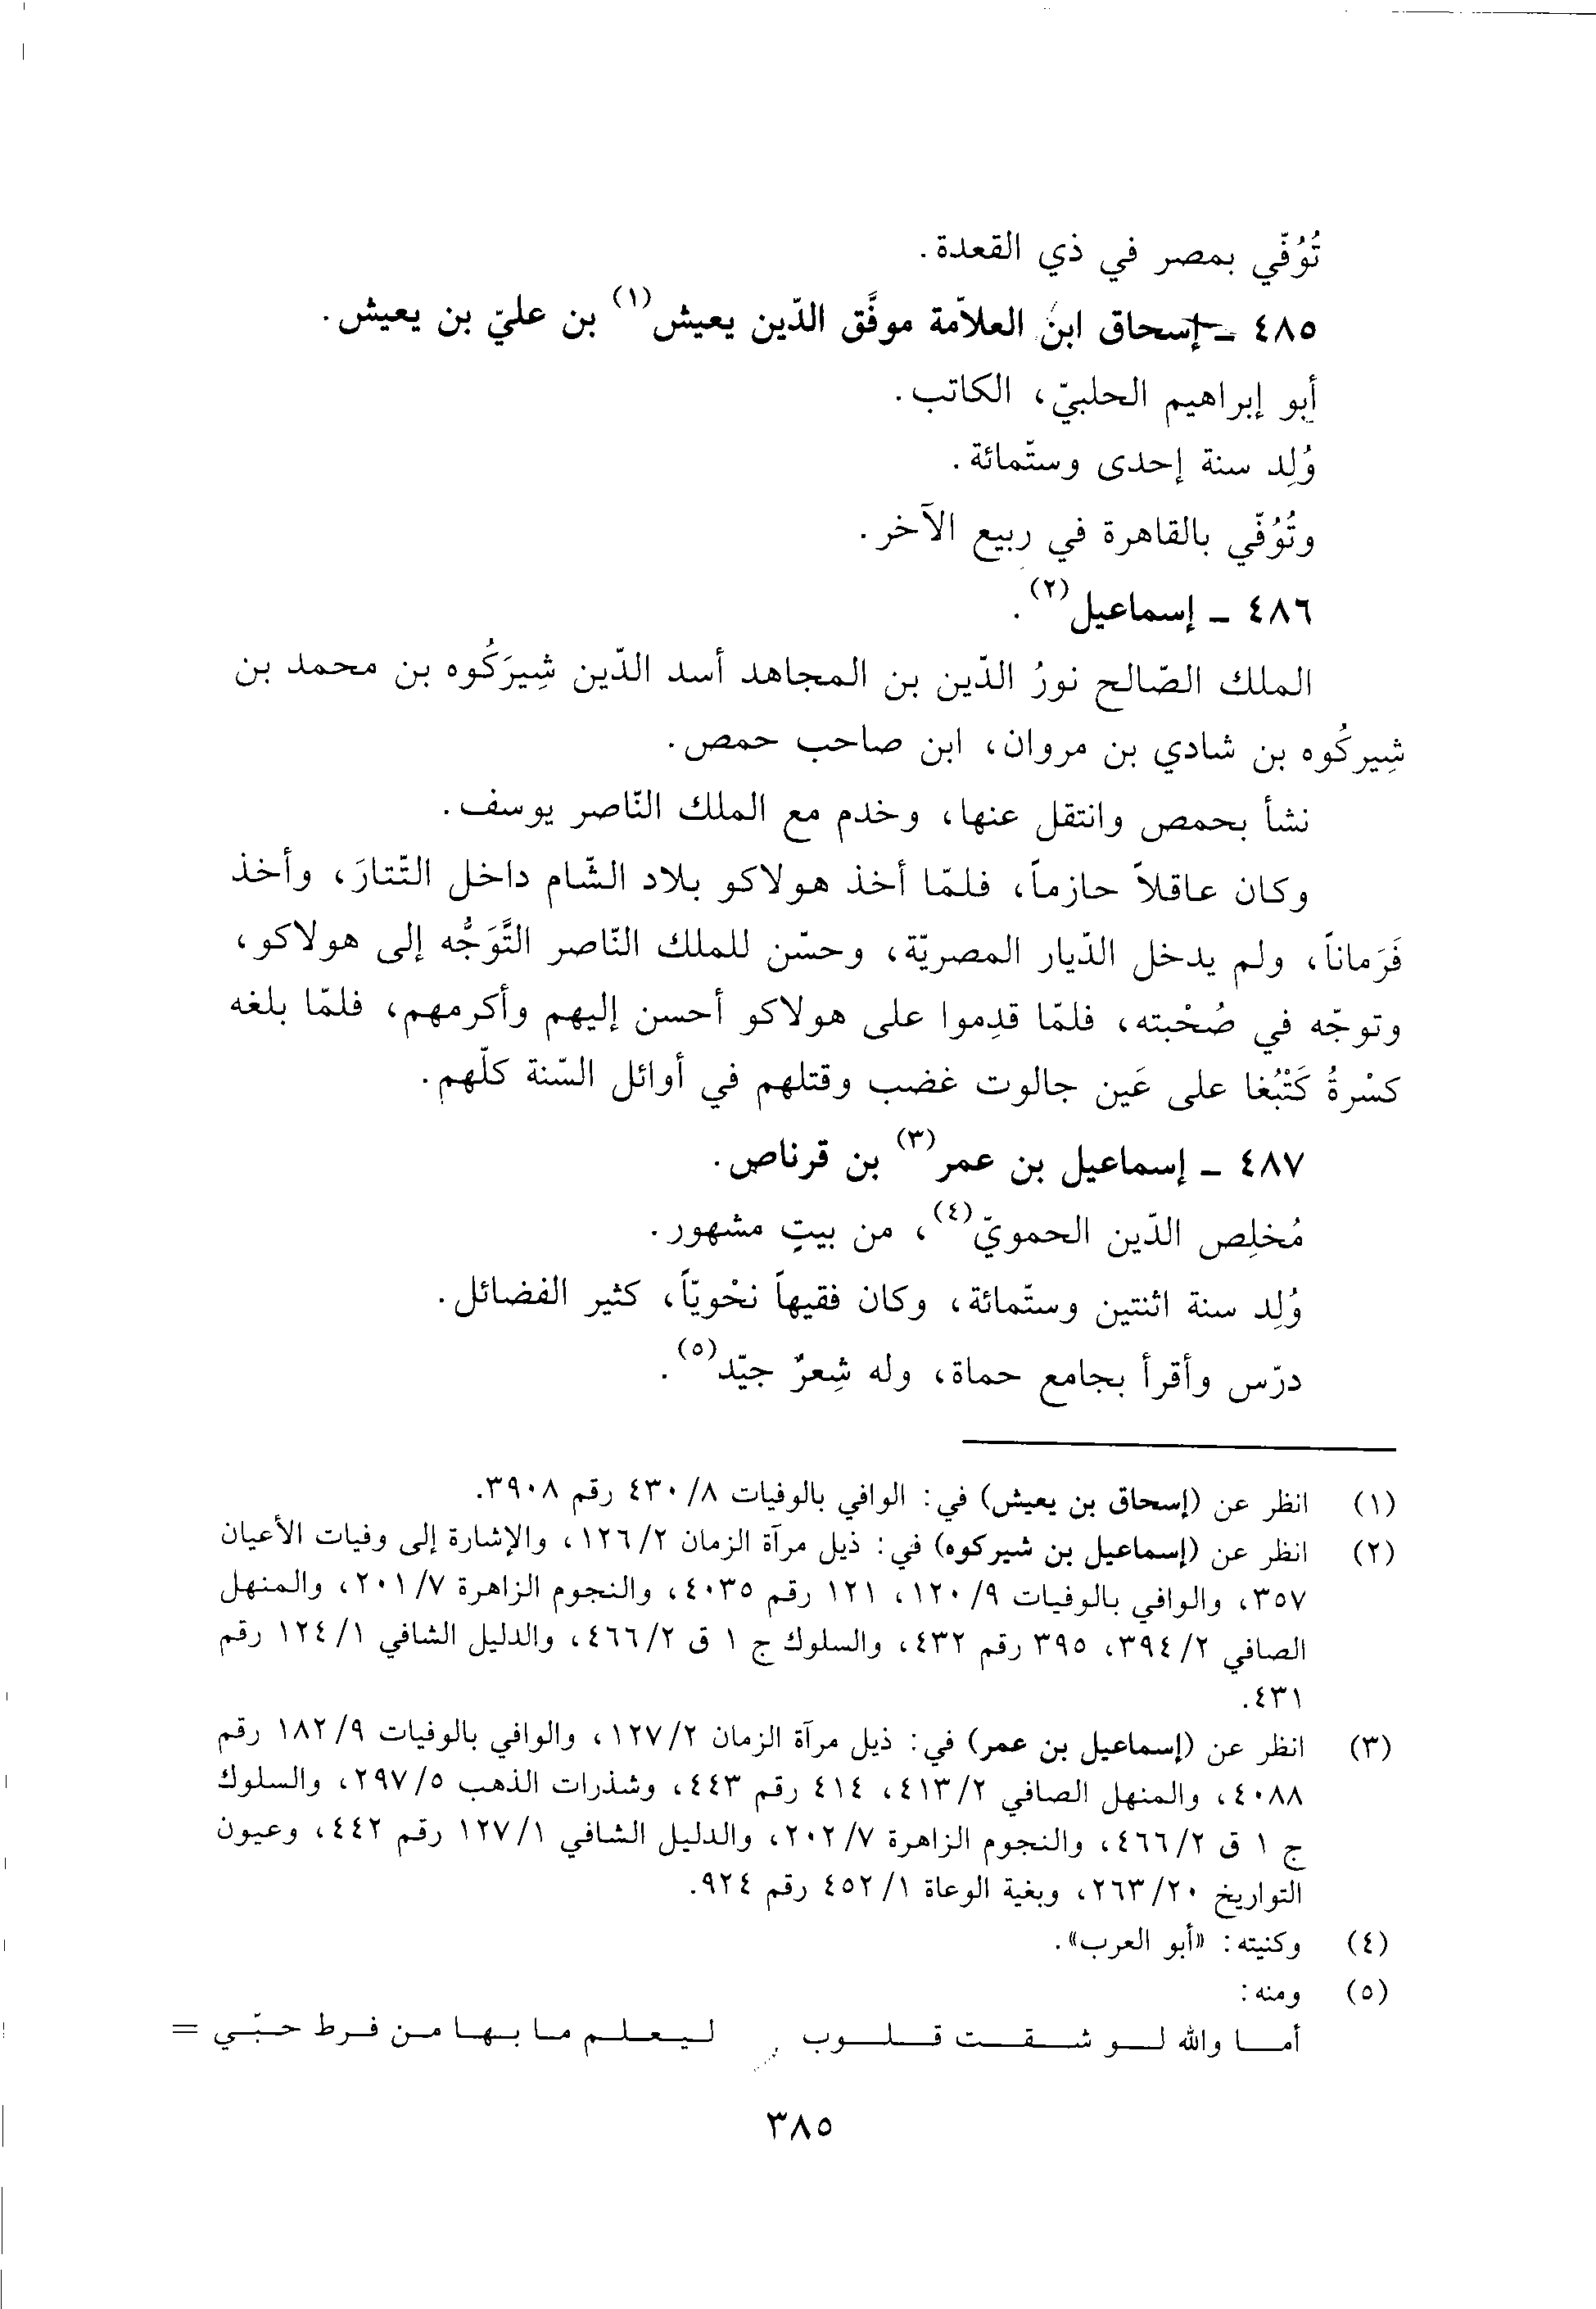 تُوُفّي بمصر في ذي القعدة.
٤٨٥ ـ إسحاق ابنُ العلاّمة موفَّق الدّين يعيش(١) بن عليّ بن يعيش.
أبو إبراهيم الحلبيّ، الكاتب.
وُلِد سنة إحدى وستّمائة.
وتُوُفّي بالقاهرة في ربيع الآخر.
٤٨٦ ـ إسماعيل(٢).
الملك الصّالح نورُ الدّين بن المجاهد أسد الدّين شِيرَكُوه بن محمد بن
شِيركُوه بن شادي بن مروان، ابن صاحب حمص.
نشأ بحمص وانتقل عنها، وخدم مع الملك النّاصر يوسف.
وكان عاقلاً حازماً، فلمّا أخذ هولاكو بلاد الشّام داخل التّتارَ، وأخذ
فَرَماناً، ولم يدخل الدّيار المصريّة، وحسّن للملك النّاصر التَّوَجُّه إلى هولاكو،
وتوجّه في صُحْبته، فلمّا قدِموا على هولاكو أحسن إليهم وأكرمهم، فلمّا بلغه
كسْرةُ كَتْبُغا على عَين جالوت غضب وقتلهم في أوائل السّنة كلّهم.
٤٨٧ ـ إسماعيل بن عمر(٣) بن قرناص.
مُخلِص الدّين الحمويّ(٤)، من بيتٍ مشهور.
وُلِد سنة اثنتين وستّمائة، وكان فقيهاً نحْويّاً، كثير الفضائل.
درّس وأقرأ بجامع حماة، وله شِعرٌ جيّد(٥).
(١) انظر عن (إسحاق بن يعيش) في: الوافي بالوفيات ٨/ ٤٣٠ رقم ٣٩٠٨.
(٢) انظر عن (إسماعيل بن شيركوه) في: ذيل مرآة الزمان ٢/ ١٢٦، والإشارة إلى وفيات الأعيان
٣٥٧، والوافي بالوفيات ٩/ ١٢٠، ١٢١ رقم ٤٠٣٥، والنجوم الزاهرة ٧/ ٢٠١، والمنهل
الصافي ٢/ ٣٩٤، ٣٩٥ رقم ٤٣٢، والسلوك ج ١ ق ٢/ ٤٦٦، والدليل الشافي ١/ ١٢٤ رقم
٤٣١.
(٣) انظر عن (إسماعيل بن عمر) في: ذيل مرآة الزمان ٢/ ١٢٧، والوافي بالوفيات ٩/ ١٨٢ رقم
٤٠٨٨، والمنهل الصافي ٢/ ٤١٣، ٤١٤ رقم ٤٤٣، وشذرات الذهب ٥/ ٢٩٧، والسلوك
ج ١ ق ٢/ ٤٦٦، والنجوم الزاهرة ٧/ ٢٠٢، والدليل الشافي ١/ ١٢٧ رقم ٤٤٢، وعيون
التواريخ ٢٠/ ٢٦٣، وبغية الوعاة ١/ ٤٥٢ رقم ٩٢٤.
(٤) وكنيته: «أبو العرب».
(٥) ومنه:
أمـا والله لـو شـقـت قـلـوب ليـعـلـم مـا بـهـا مـن فـرط حـبّـي =
٣٨٥